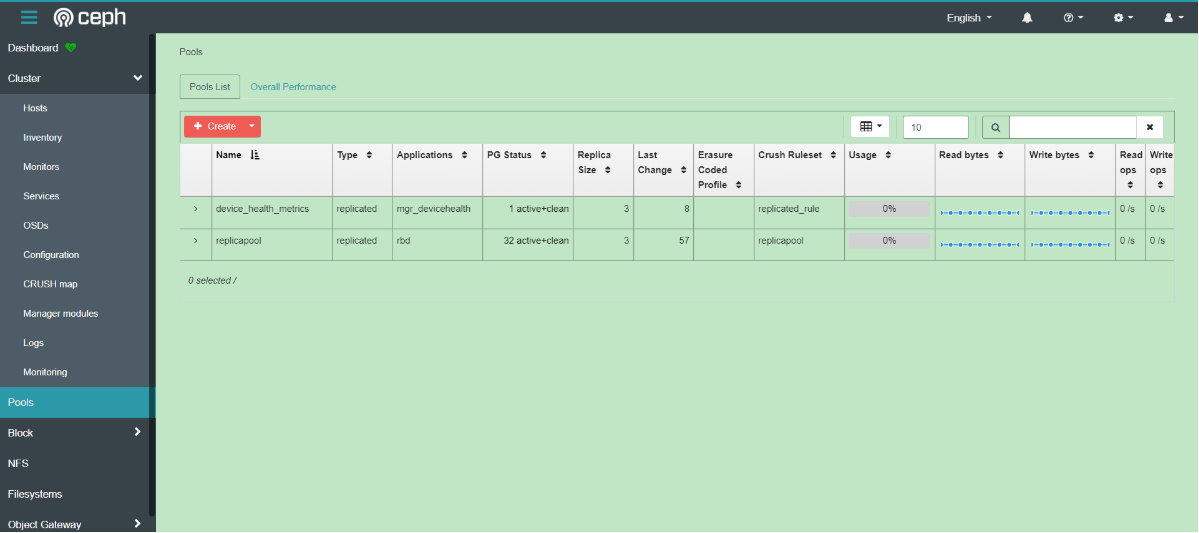 ceph
English
Dashboard
Cluster
Hosts
Inventory
Monitors
Services
OSDs
Configuration
CRUSH map
Manager modules
Logs
Monitoring
Pools
Block
NFS
Filesystems
Object Gateway
Pools
Pools List Overall Performance
+ Create
10
Name Type Applications PG Status Replica Size Last Change Erasure Coded Profile Crush Ruleset Usage Read bytes Write bytes Read ops Write ops
device_health_metrics replicated mgr_devicehealth 1 active+clean 3 8 replicated_rule 0% 0 /s 0 /s
replicapool replicated rbd 32 active+clean 3 57 replicapool 0% 0 /s 0 /s
0 selected /